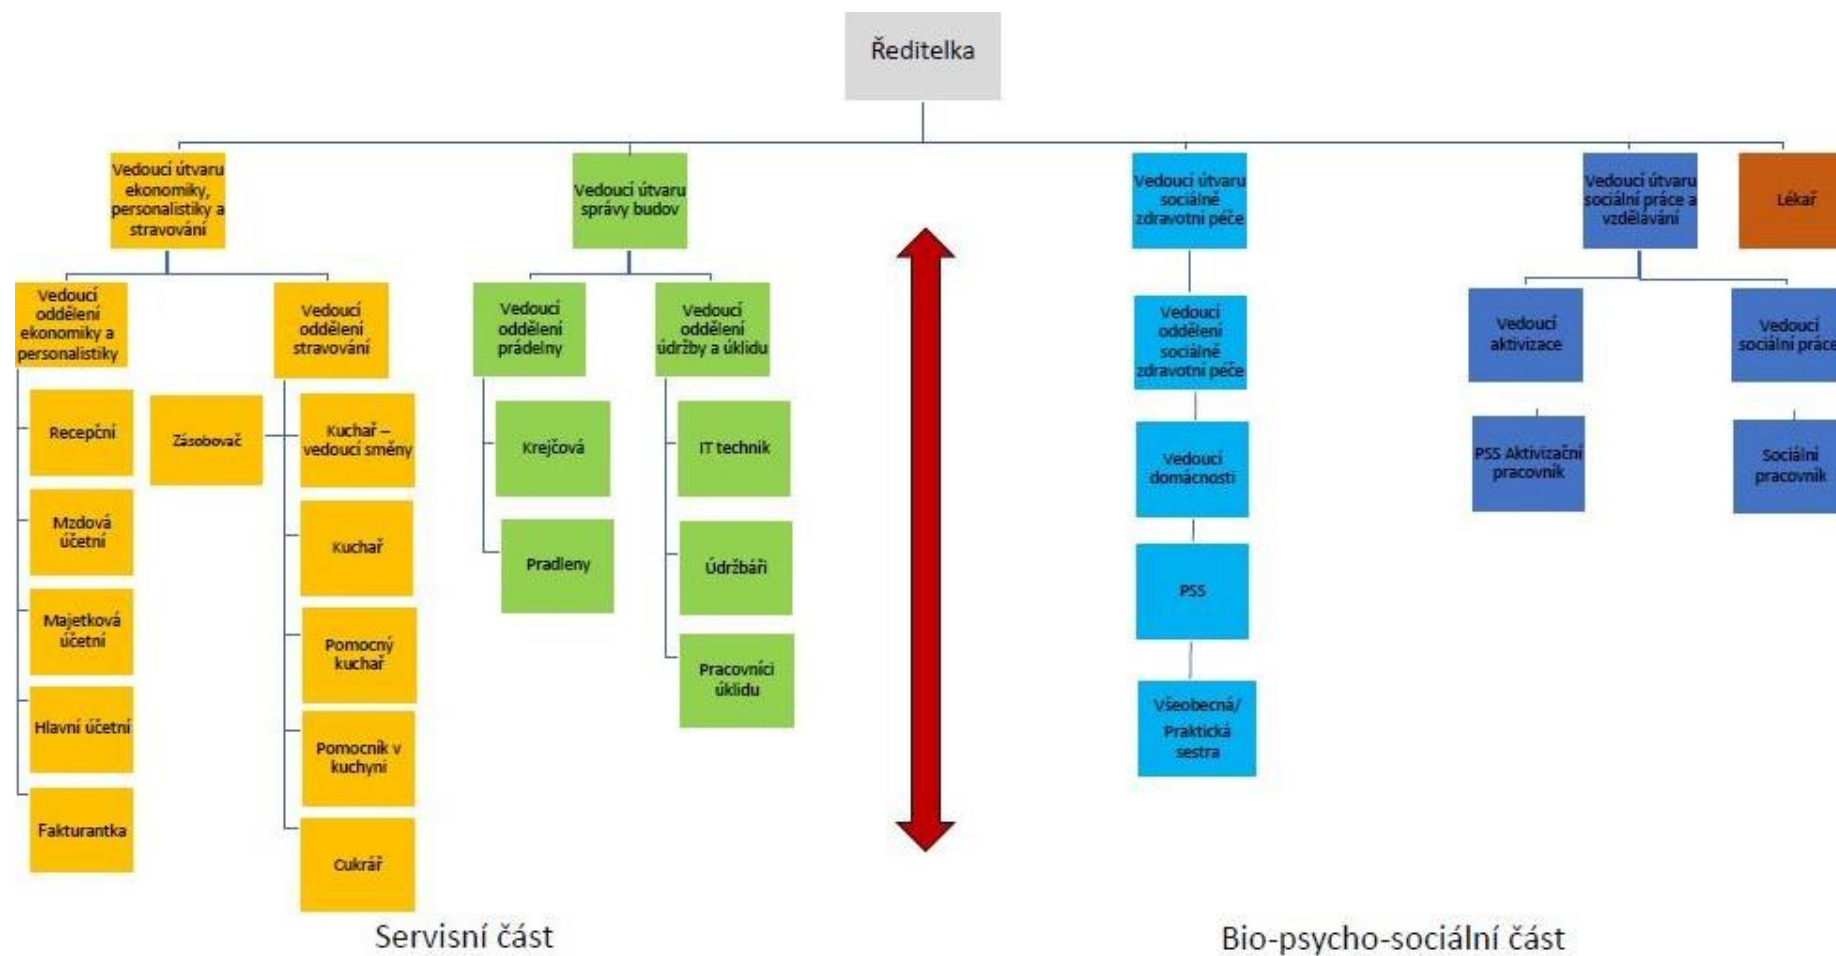 Ředitelka
Vedoucí útvaru
ekonomiky,
personalistiky a
stravování
Vedoucí útvaru
správy budov
Vedoucí útvaru
sociálně
zdravotní péče
Vedoucí útvaru
sociální práce a
vzdělávání
Lékař
Vedoucí
oddělení
ekonomiky a
personalistiky
Vedoucí
oddělení
stravování
Vedoucí
oddělení
prádelny
Vedoucí
oddělení
údržby a úklidu
Vedoucí
oddělení
sociálně
zdravotní péče
Vedoucí
aktivizace
Vedoucí
sociální práce
Recepční
Mzdová
účetní
Majetková
účetní
Hlavní účetní
Fakturantka
Zásobovač
Kuchař –
vedoucí směny
Kuchař
Pomocný
kuchař
Pomocník v
kuchyni
Cukrář
Krejčová
Pradleny
IT technik
Údržbáři
Pracovníci
úklidu
Vedoucí
domácnosti
PSS
Všeobecná/
Praktická
sestra
PSS Aktivizační
pracovník
Sociální
pracovník
Servisní část
Bio-psycho-sociální část